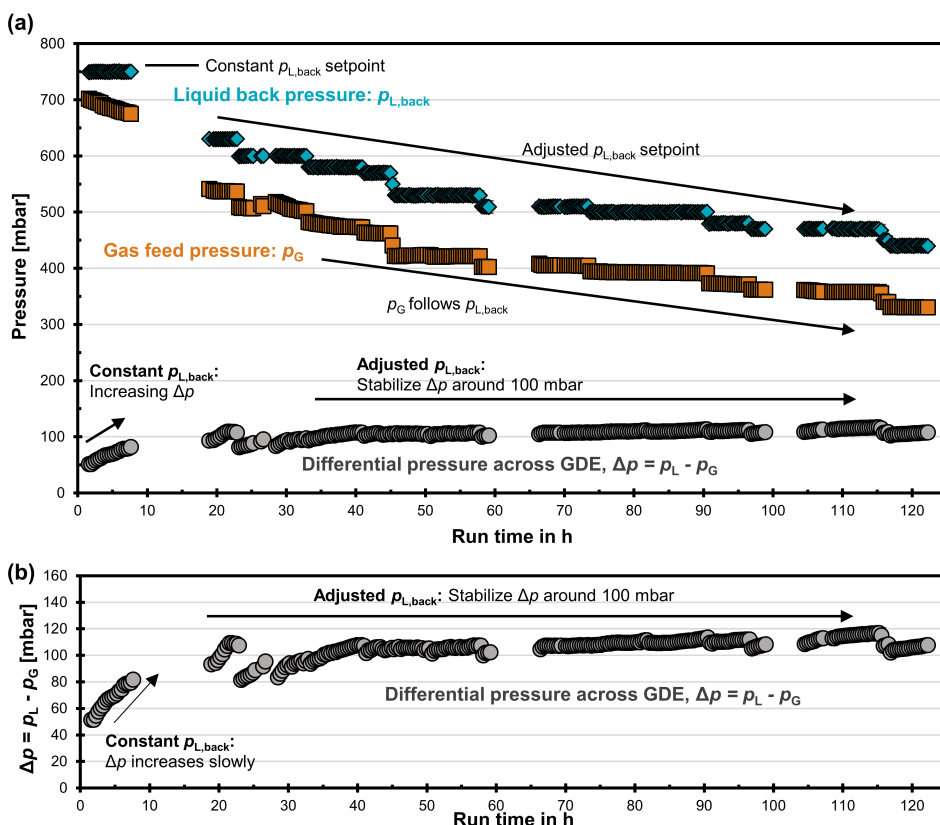 (a)
800
700
600
500
400
300
200
100
0
Pressure [mbar]
Constant pL,back setpoint
Liquid back pressure: pL,back
Adjusted pL,back setpoint
Gas feed pressure: pG
pG follows pL,back
Constant pL,back:
Increasing Δp
Adjusted pL,back:
Stabilize Δp around 100 mbar
Differential pressure across GDE, Δp = pL - pG
0 10 20 30 40 50 60 70 80 90 100 110 120
Run time in h
(b)
160
140
120
100
80
60
40
20
0
Δp = pL - pG [mbar]
Adjusted pL,back: Stabilize Δp around 100 mbar
Differential pressure across GDE, Δp = pL - pG
Constant pL,back:
Δp increases slowly
0 10 20 30 40 50 60 70 80 90 100 110 120
Run time in h